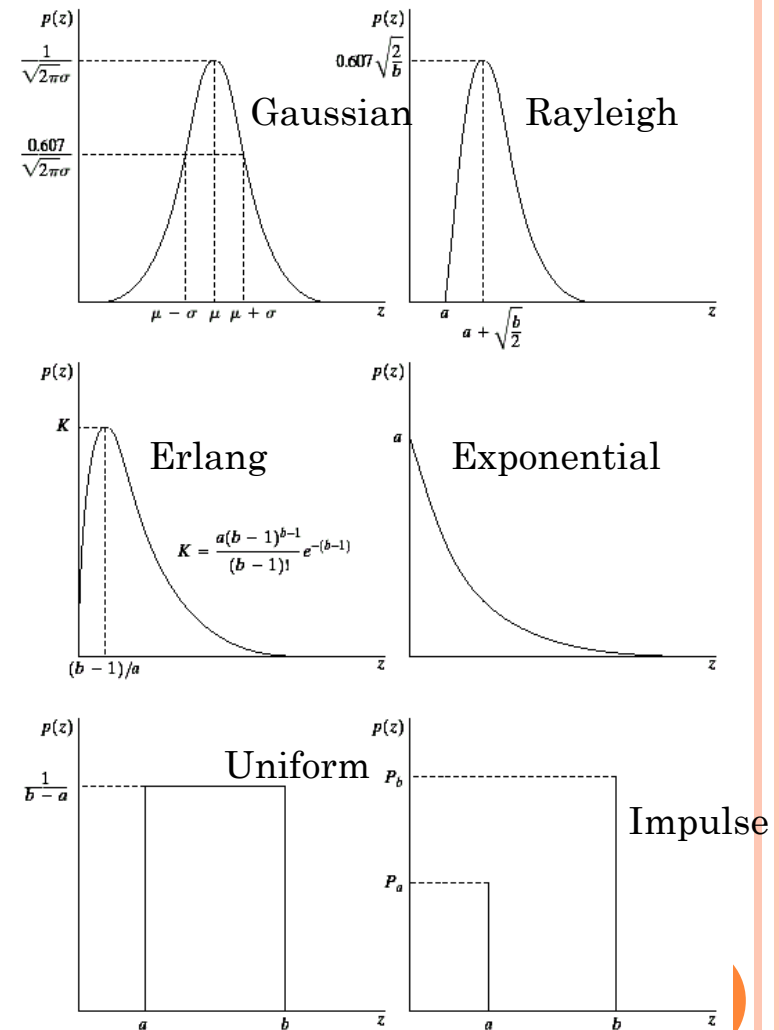 p(z)
1/√2πσ
0.607/√2πσ
Gaussian
μ − σ μ μ + σ z
p(z)
0.607 √2/b
Rayleigh
a a + √b/2 z
p(z)
K
Erlang
K = a(b − 1)^b−1/(b − 1)! e^−(b−1)
(b − 1)/a z
p(z)
a
Exponential
z
p(z)
1/b − a
Uniform
a b z
p(z)
P_b
Impulse
P_a
a b z